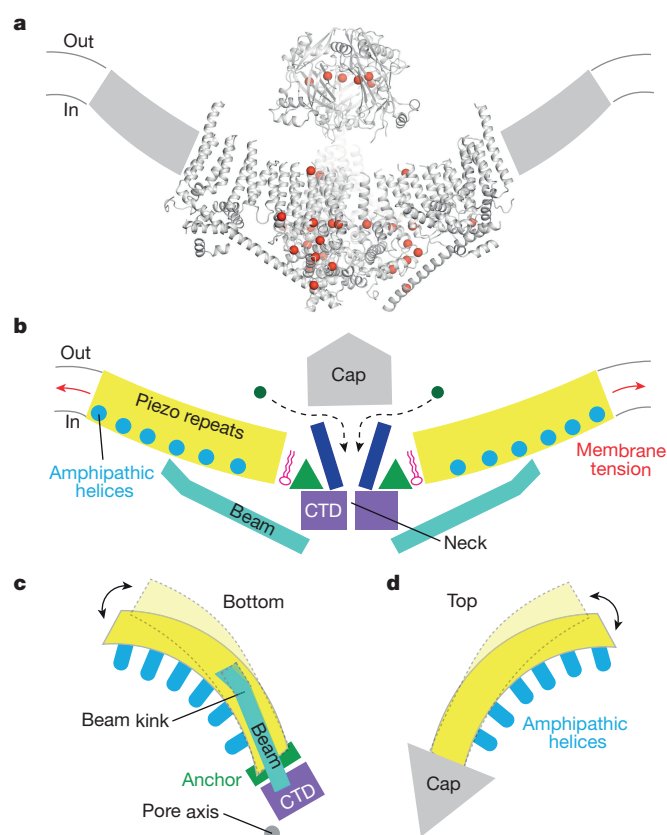 a
Out
In
b
Out
In
Cap
Piezo repeats
Amphipathic
helices
Membrane
tension
Beam
CTD
Neck
c
Bottom
Beam kink
Beam
Anchor
CTD
Pore axis
d
Top
Amphipathic
helices
Cap